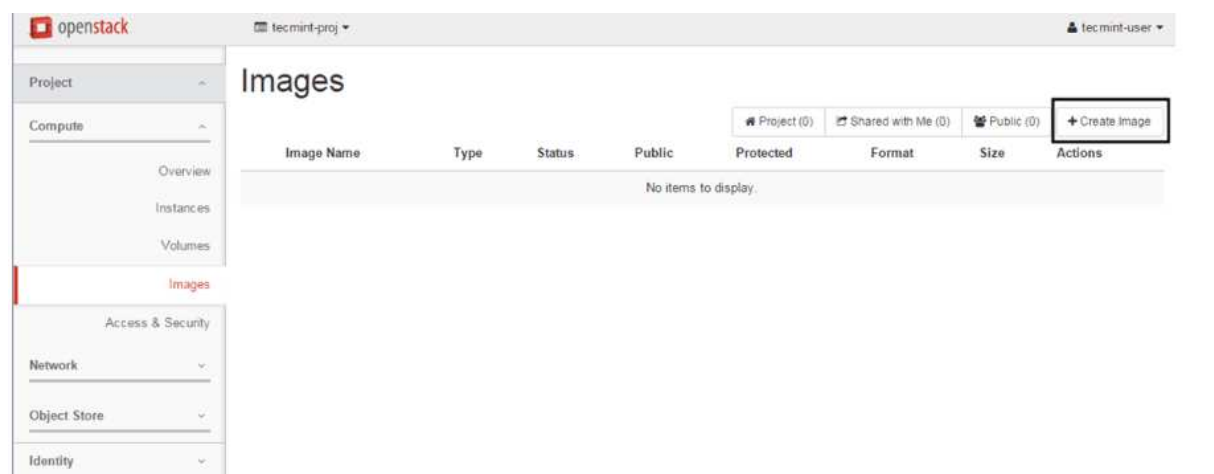 openstack
tecmint-proj
tecmint-user
Project
Compute
Overview
Instances
Volumes
Images
Access & Security
Network
Object Store
Identity
Images
Project (0) Shared with Me (0) Public (0) + Create Image
Image Name Type Status Public Protected Format Size Actions
No items to display.